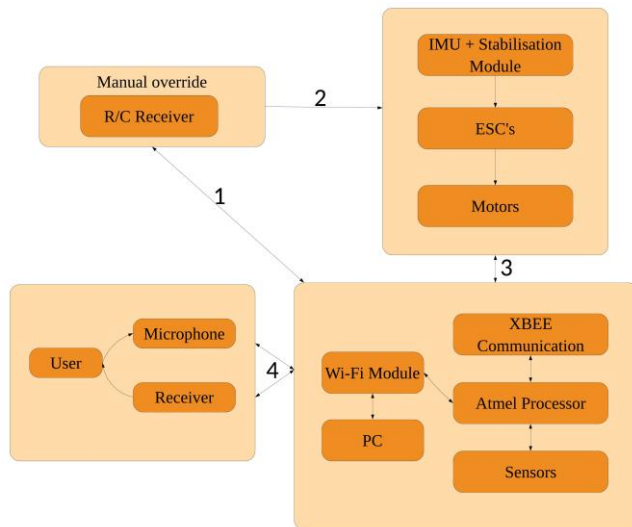 IMU + Stabilisation
Module
Manual override
R/C Receiver
2
ESC's
Motors
1
3
Microphone
User
Receiver
4
XBEE
Communication
Wi-Fi Module
Atmel Processor
PC
Sensors